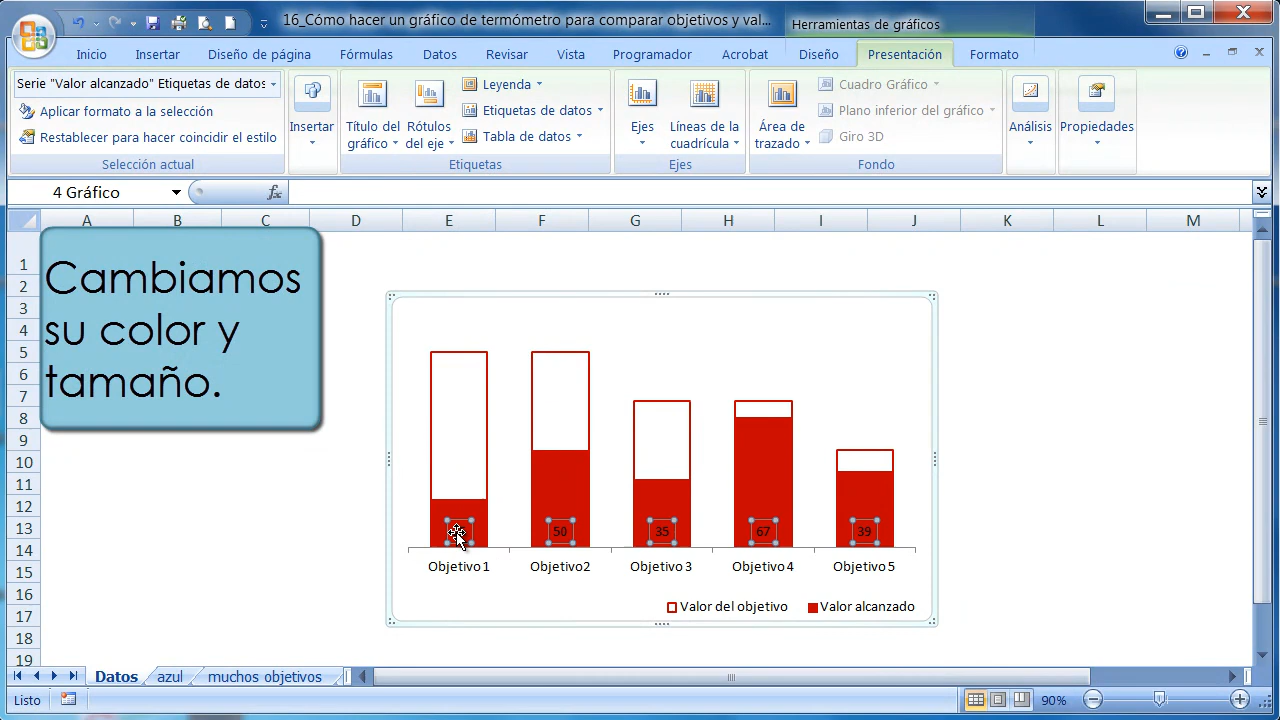 16_Cómo hacer un gráfico de termómetro para comparar objetivos y val...
Herramientas de gráficos
Inicio Insertar Diseño de página Fórmulas Datos Revisar Vista Programador Acrobat Diseño Presentación Formato
Serie "Valor alcanzado" Etiquetas de datos
Aplicar formato a la selección
Restablecer para hacer coincidir el estilo
Selección actual
Insertar
Título del gráfico
Rótulos del eje
Leyenda
Etiquetas de datos
Tabla de datos
Etiquetas
Ejes
Líneas de la cuadrícula
Ejes
Área de trazado
Cuadro Gráfico
Plano inferior del gráfico
Giro 3D
Fondo
Análisis
Propiedades
4 Gráfico
fx
A B C D E F G H I J K L M
1
2
3
4
5
6
7
8
9
10
11
12
13
14
15
16
17
18
19
Cambiamos
su color y
tamaño.
50 35 67 39
Objetivo 1 Objetivo2 Objetivo 3 Objetivo 4 Objetivo 5
Valor del objetivo Valor alcanzado
Datos azul muchos objetivos
Listo
90%